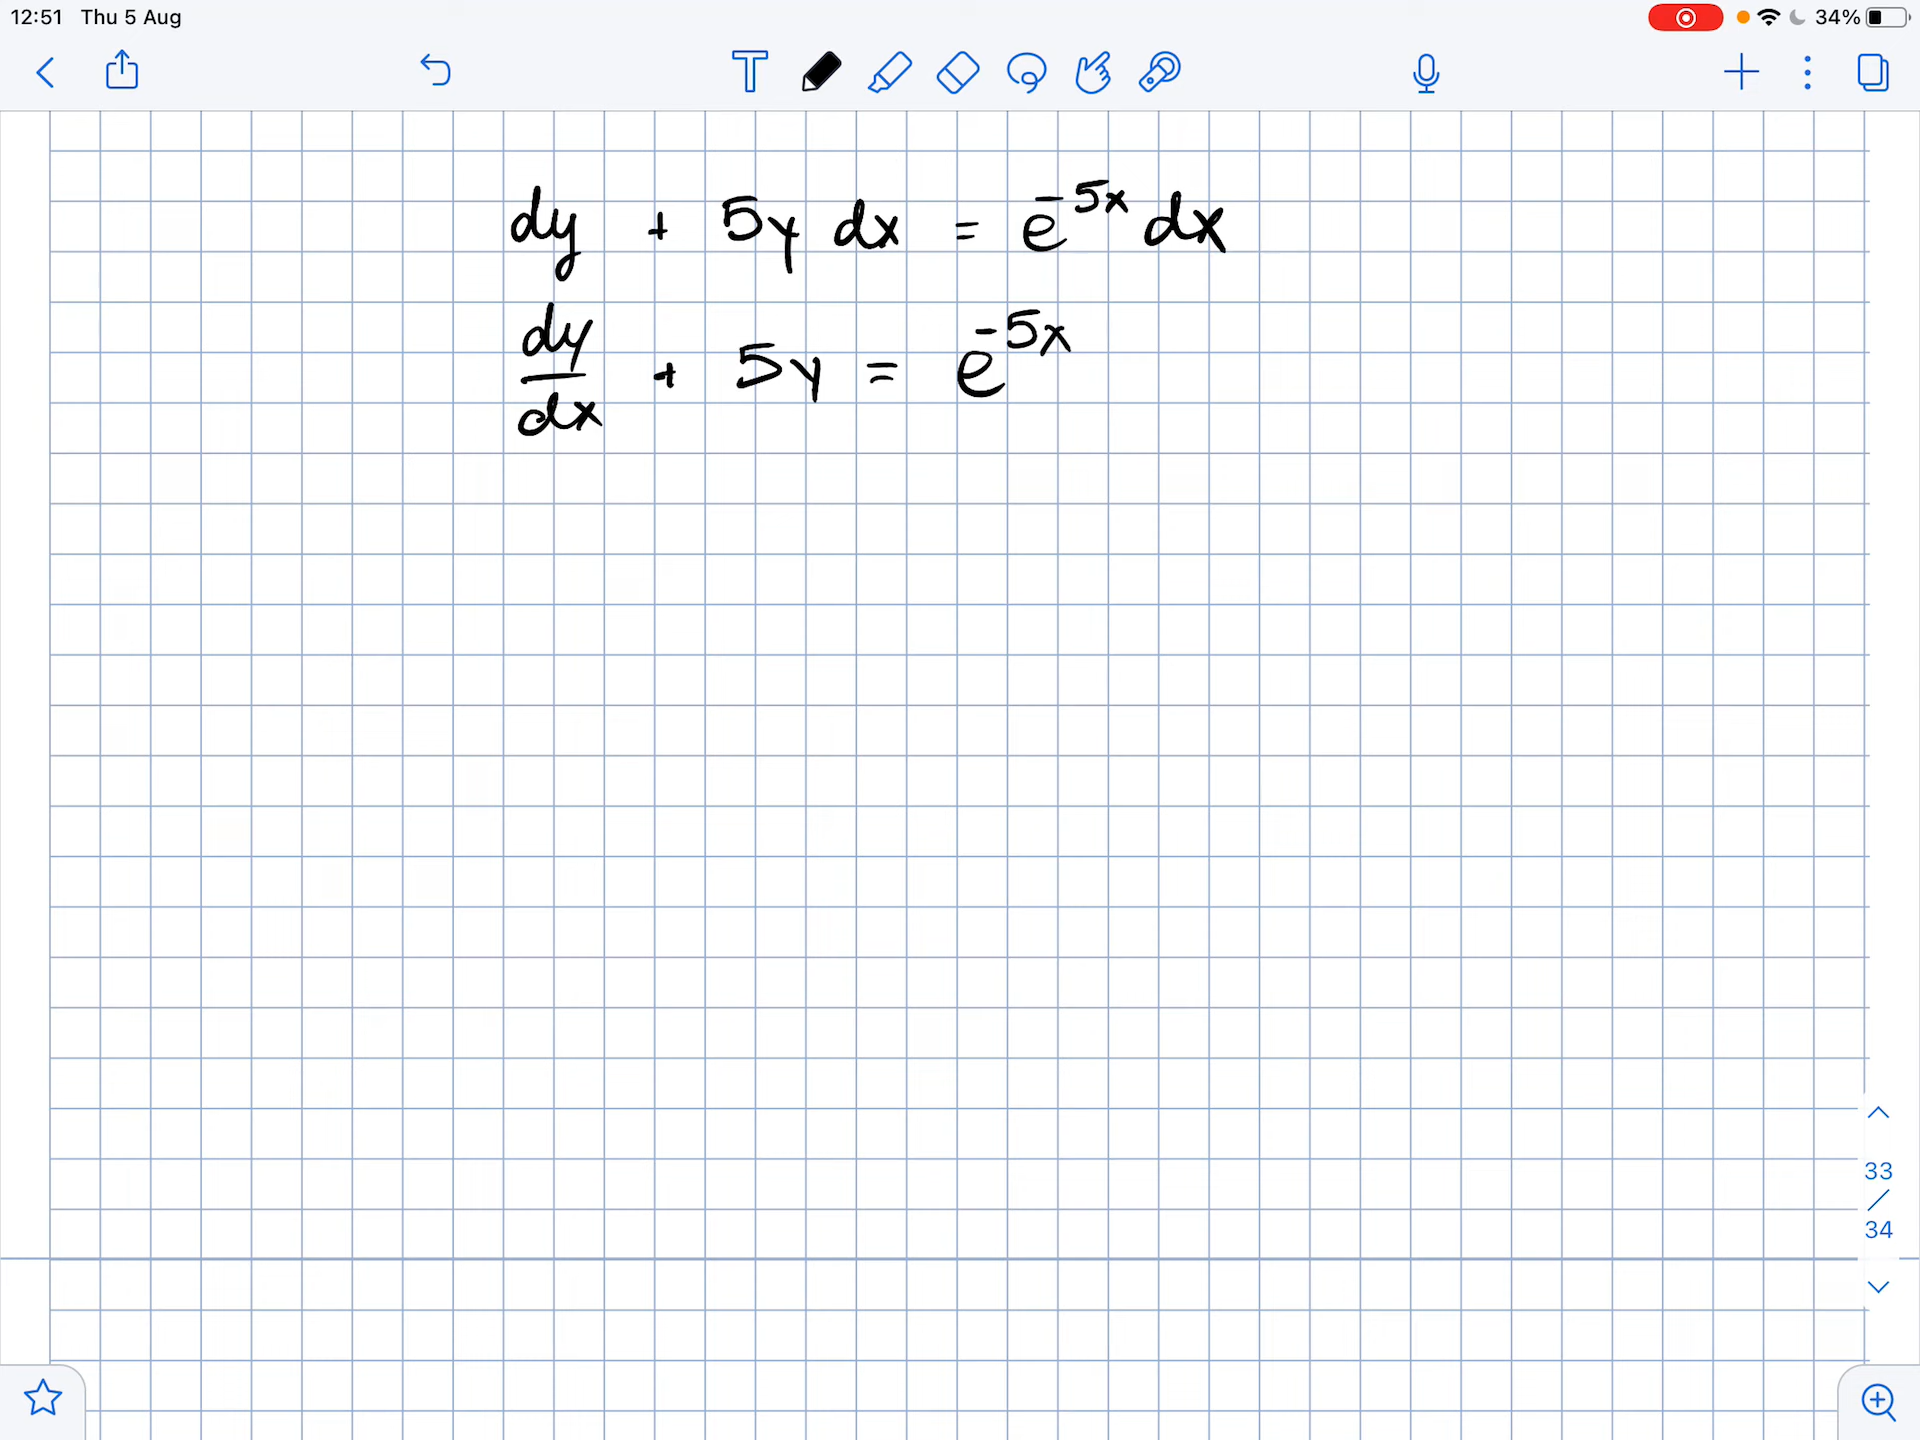 12:51 Thu 5 Aug 34%
T
dy + 5y dx = e^{-5x} dx
dy/dx + 5y = e^{-5x}
33
/
34